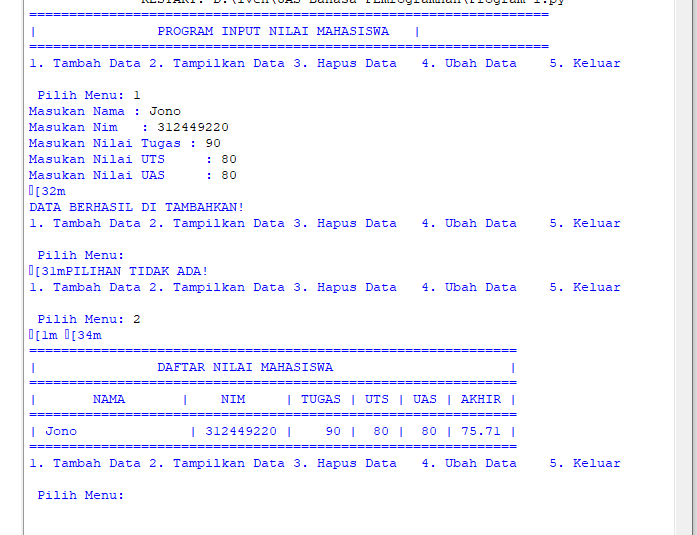 RESTART: D:\Iven\UAS Bahasa Pemrograman\Program 1.py
=================================================================
|               PROGRAM INPUT NILAI MAHASISWA   |
=================================================================
1. Tambah Data 2. Tampilkan Data 3. Hapus Data   4. Ubah Data    5. Keluar
Pilih Menu: 1
Masukan Nama : Jono
Masukan Nim   : 312449220
Masukan Nilai Tugas : 90
Masukan Nilai UTS     : 80
Masukan Nilai UAS     : 80
[32m
DATA BERHASIL DI TAMBAHKAN!
1. Tambah Data 2. Tampilkan Data 3. Hapus Data   4. Ubah Data    5. Keluar
Pilih Menu:
[31mPILIHAN TIDAK ADA!
1. Tambah Data 2. Tampilkan Data 3. Hapus Data   4. Ubah Data    5. Keluar
Pilih Menu: 2
[1m [34m
=============================================================
|               DAFTAR NILAI MAHASISWA                      |
=============================================================
|       NAMA       |    NIM     | TUGAS | UTS | UAS | AKHIR |
=============================================================
| Jono              | 312449220 |    90 |  80 |  80 | 75.71 |
=============================================================
1. Tambah Data 2. Tampilkan Data 3. Hapus Data   4. Ubah Data    5. Keluar
Pilih Menu: